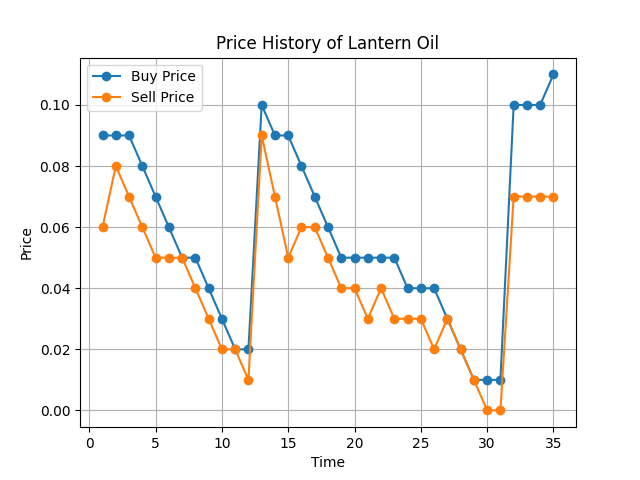 Price History of Lantern Oil
Buy Price
Sell Price
Price
0.10
0.08
0.06
0.04
0.02
0.00
0 5 10 15 20 25 30 35
Time